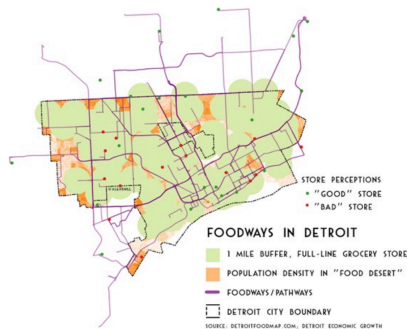 STORE PERCEPTIONS
"GOOD" STORE
"BAD" STORE
FOODWAYS IN DETROIT
1 MILE BUFFER, FULL-LINE GROCERY STORE
POPULATION DENSITY IN "FOOD DESERT"
FOODWAYS/PATHWAYS
DETROIT CITY BOUNDARY
SOURCE: DETROITFOODMAP.COM, DETROIT ECONOMIC GROWTH